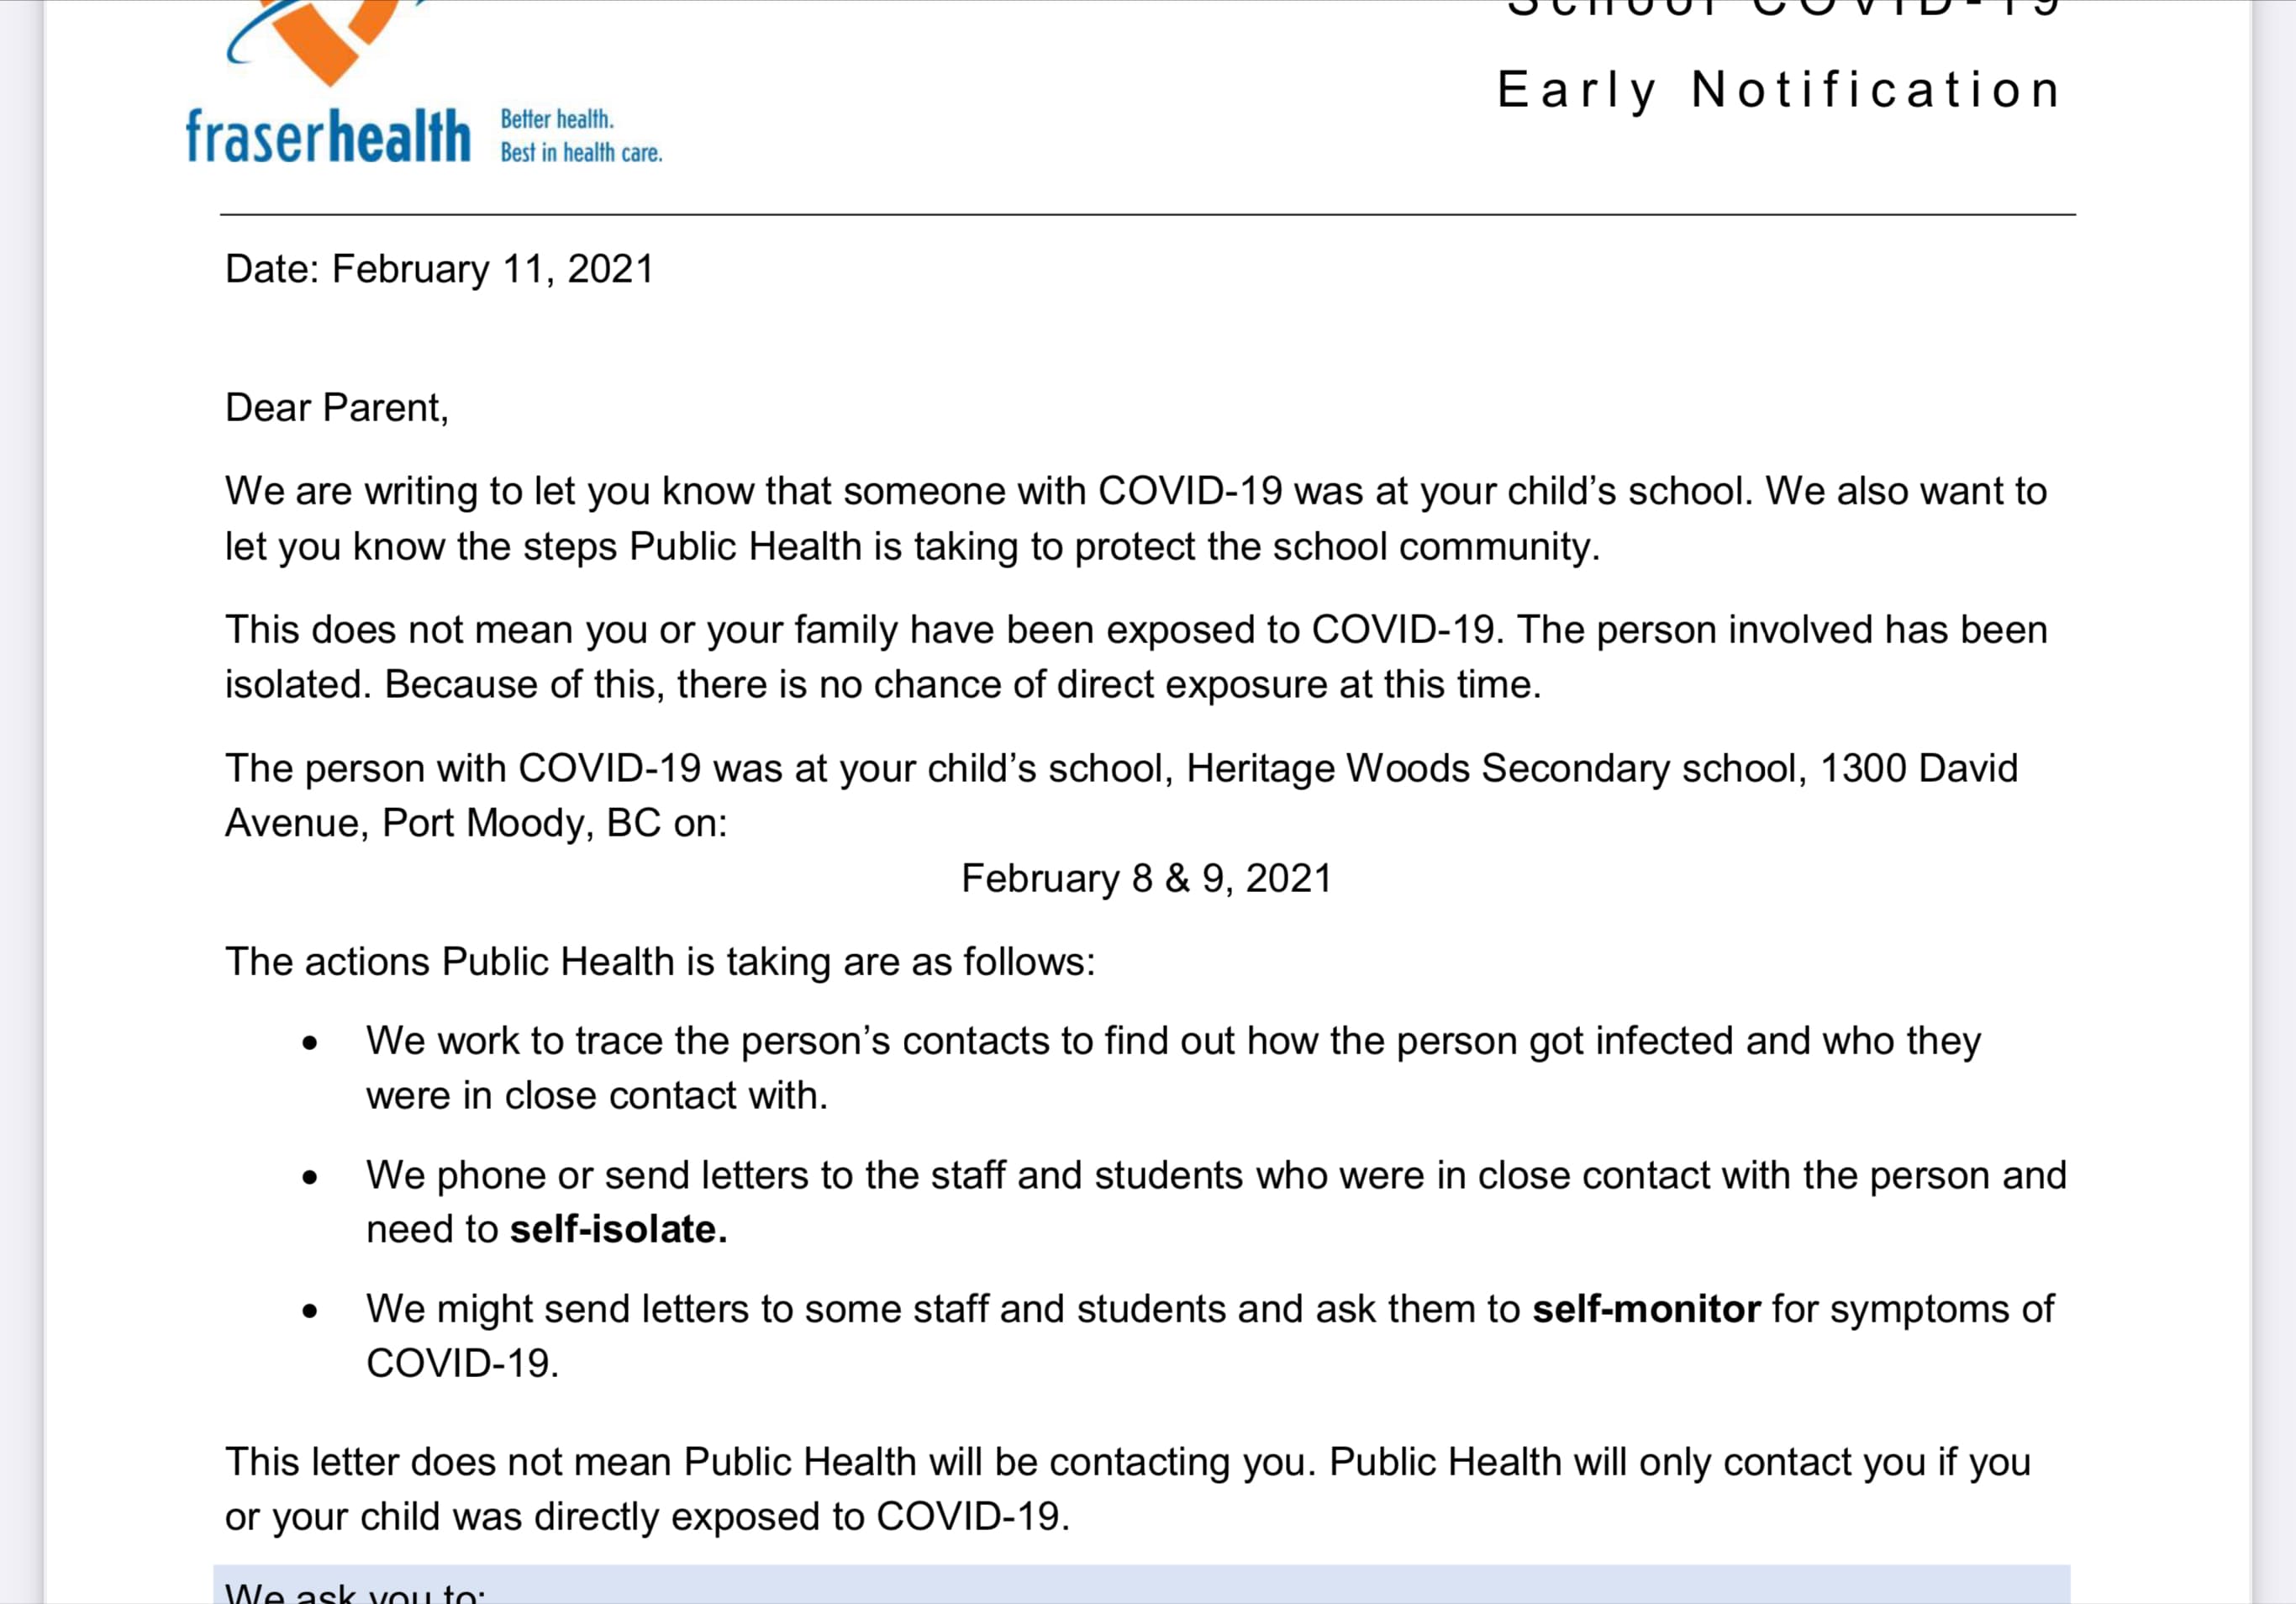 School COVID-19
Early Notification
fraserhealth
Better health.
Best in health care.
Date: February 11, 2021
Dear Parent,
We are writing to let you know that someone with COVID-19 was at your child’s school. We also want to
let you know the steps Public Health is taking to protect the school community.
This does not mean you or your family have been exposed to COVID-19. The person involved has been
isolated. Because of this, there is no chance of direct exposure at this time.
The person with COVID-19 was at your child’s school, Heritage Woods Secondary school, 1300 David
Avenue, Port Moody, BC on:
February 8 & 9, 2021
The actions Public Health is taking are as follows:
• We work to trace the person’s contacts to find out how the person got infected and who they
were in close contact with.
• We phone or send letters to the staff and students who were in close contact with the person and
need to self-isolate.
• We might send letters to some staff and students and ask them to self-monitor for symptoms of
COVID-19.
This letter does not mean Public Health will be contacting you. Public Health will only contact you if you
or your child was directly exposed to COVID-19.
We ask you to: